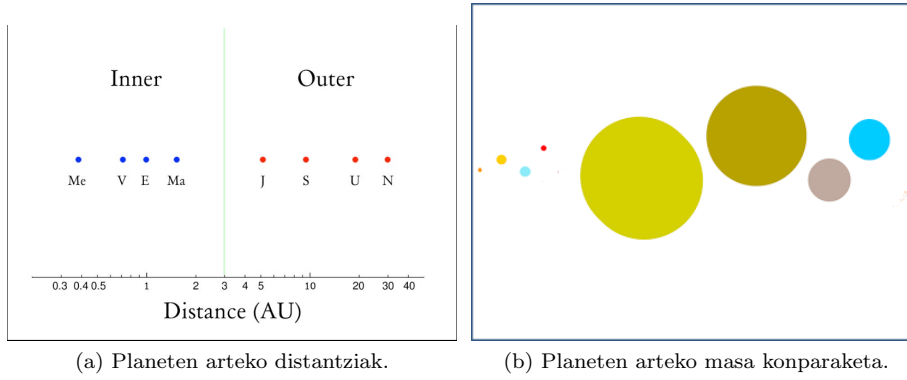 Inner Outer
Me V E Ma J S U N
0.3 0.4 0.5 1 2 3 4 5 10 20 30 40
Distance (AU)
(a) Planeten arteko distantziak.
(b) Planeten arteko masa konparaketa.